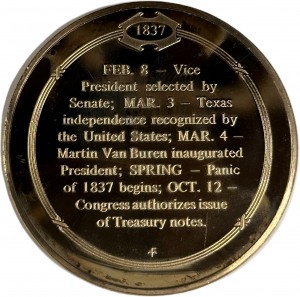 1837
FEB. 8 — Vice
President selected by
Senate; MAR. 3 — Texas
independence recognized by
the United States; MAR. 4 —
Martin Van Buren inaugurated
President; SPRING — Panic
of 1837 begins; OCT. 12 —
Congress authorizes issue
of Treasury notes.